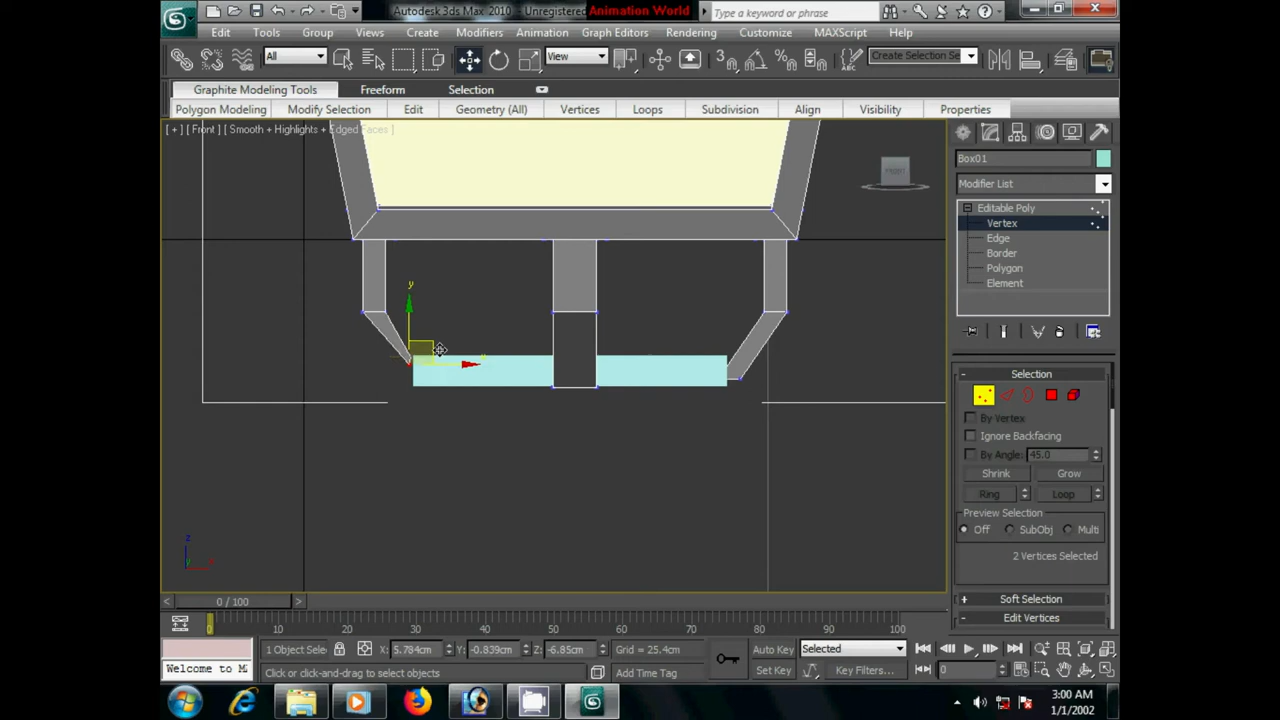 Autodesk 3ds Max 2010 - Unregistered
Animation World
Type a keyword or phrase
Edit Tools Group Views Create Modifiers Animation Graph Editors Rendering Customize MAXScript Help
All View Create Selection Se
Graphite Modeling Tools Freeform Selection
Polygon Modeling Modify Selection Edit Geometry (All) Vertices Loops Subdivision Align Visibility Properties
[ + ] [ Front ] [ Smooth + Highlights + Edged Faces ]
FRONT
Box01
Modifier List
Editable Poly
Vertex
Edge
Border
Polygon
Element
y
x
z
y
x
Selection
By Vertex
Ignore Backfacing
By Angle: 45.0
Shrink Grow
Ring Loop
Preview Selection
Off SubObj Multi
2 Vertices Selected
Soft Selection
Edit Vertices
0 / 100
0 10 20 30 40 50 60 70 80 90 100
1 Object Sele X: 5.784cm Y: -0.839cm Z: -6.85cm Grid = 25.4cm Auto Key Selected
Welcome to M Click or click-and-drag to select objects Add Time Tag Set Key Key Filters... 0
3:00 AM
1/1/2002